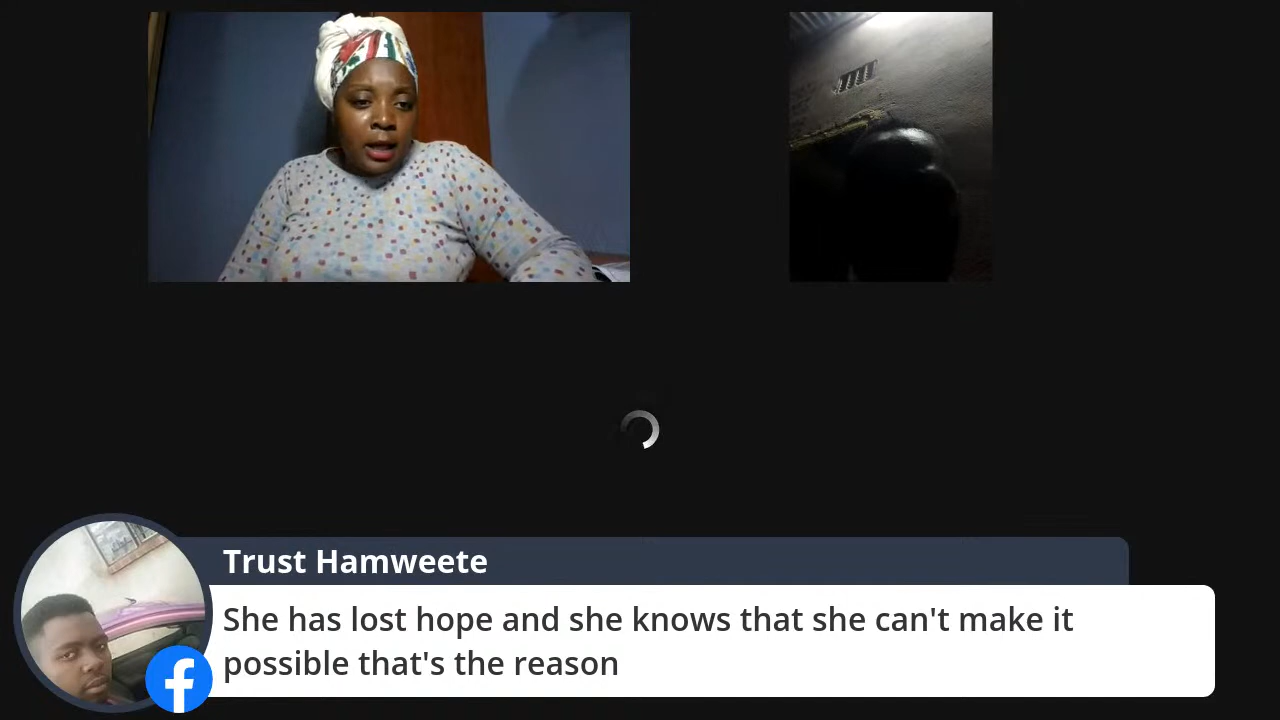 Trust Hamweete
She has lost hope and she knows that she can't make it
possible that's the reason